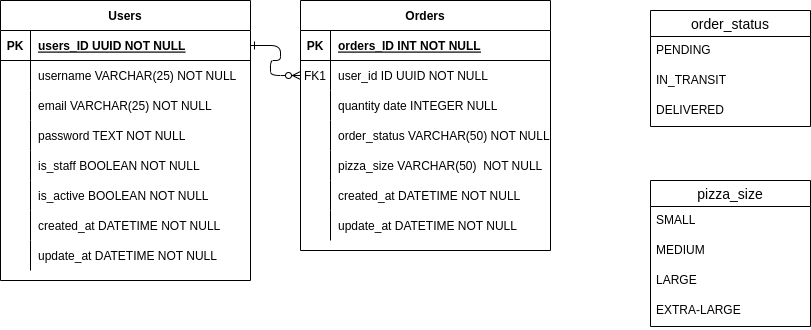 Users
PK users_ID UUID NOT NULL
username VARCHAR(25) NOT NULL
email VARCHAR(25) NOT NULL
password TEXT NOT NULL
is_staff BOOLEAN NOT NULL
is_active BOOLEAN NOT NULL
created_at DATETIME NOT NULL
update_at DATETIME NOT NULL
Orders
PK orders_ID INT NOT NULL
FK1 user_id ID UUID NOT NULL
quantity date INTEGER NULL
order_status VARCHAR(50) NOT NULL
pizza_size VARCHAR(50) NOT NULL
created_at DATETIME NOT NULL
update_at DATETIME NOT NULL
order_status
PENDING
IN_TRANSIT
DELIVERED
pizza_size
SMALL
MEDIUM
LARGE
EXTRA-LARGE